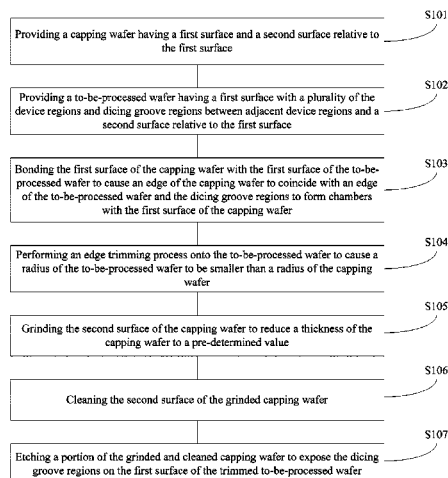 S101
Providing a capping wafer having a first surface and a second surface relative to
the first surface
S102
Providing a to-be-processed wafer having a first surface with a plurality of the
device regions and dicing groove regions between adjacent device regions and a
second surface relative to the first surface
S103
Bonding the first surface of the capping wafer with the first surface of the to-be-
processed wafer to cause an edge of the capping wafer to coincide with an edge
of the to-be-processed wafer and the dicing groove regions to form chambers
with the first surface of the capping wafer
S104
Performing an edge trimming process onto the to-be-processed wafer to cause a
radius of the to-be-processed wafer to be smaller than a radius of the capping
wafer
S105
Grinding the second surface of the capping wafer to reduce a thickness of the
capping wafer to a pre-determined value
S106
Cleaning the second surface of the grinded capping wafer
S107
Etching a portion of the grinded and cleaned capping wafer to expose the dicing
groove regions on the first surface of the trimmed to-be-processed wafer